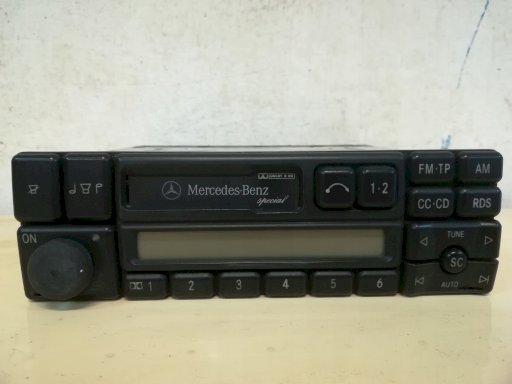 FM·TP AM
Mercedes-Benz
special
1·2
CC·CD RDS
ON
TUNE
SC
AUTO
1 2 3 4 5 6